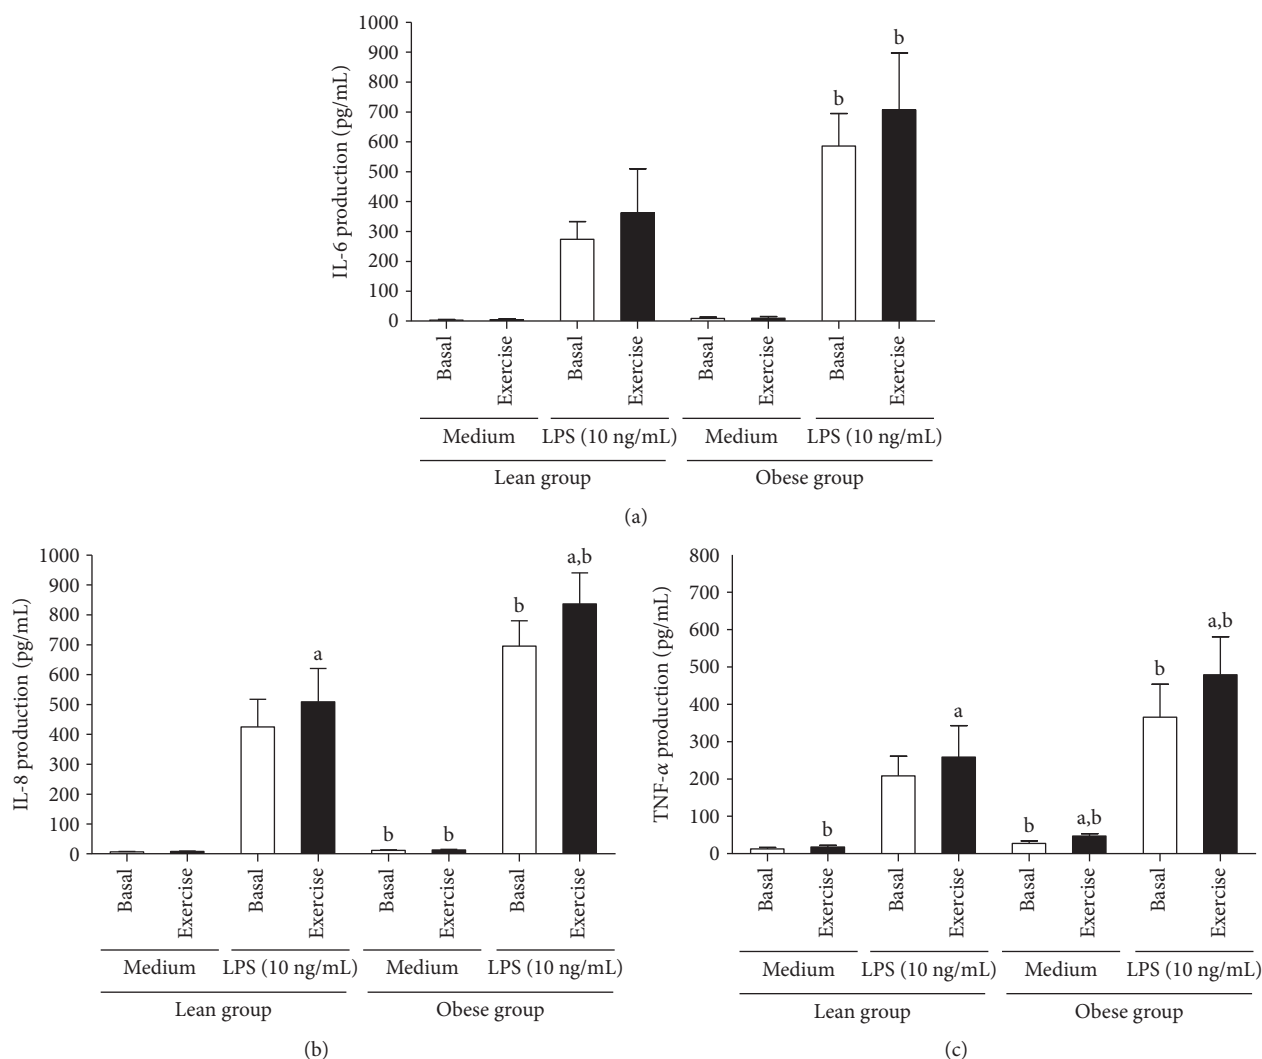 1000
900
800
700
600
500
400
300
200
100
0
IL-6 production (pg/mL)
b
b
Basal
Exercise
Basal
Exercise
Basal
Exercise
Basal
Exercise
Medium
LPS (10 ng/mL)
Medium
LPS (10 ng/mL)
Lean group
Obese group
(a)
1000
900
800
700
600
500
400
300
200
100
0
IL-8 production (pg/mL)
a
b
b
b
a,b
Basal
Exercise
Basal
Exercise
Basal
Exercise
Basal
Exercise
Medium
LPS (10 ng/mL)
Medium
LPS (10 ng/mL)
Lean group
Obese group
(b)
800
700
600
500
400
300
200
100
0
TNF-α production (pg/mL)
b
a
b
a,b
b
a,b
Basal
Exercise
Basal
Exercise
Basal
Exercise
Basal
Exercise
Medium
LPS (10 ng/mL)
Medium
LPS (10 ng/mL)
Lean group
Obese group
(c)